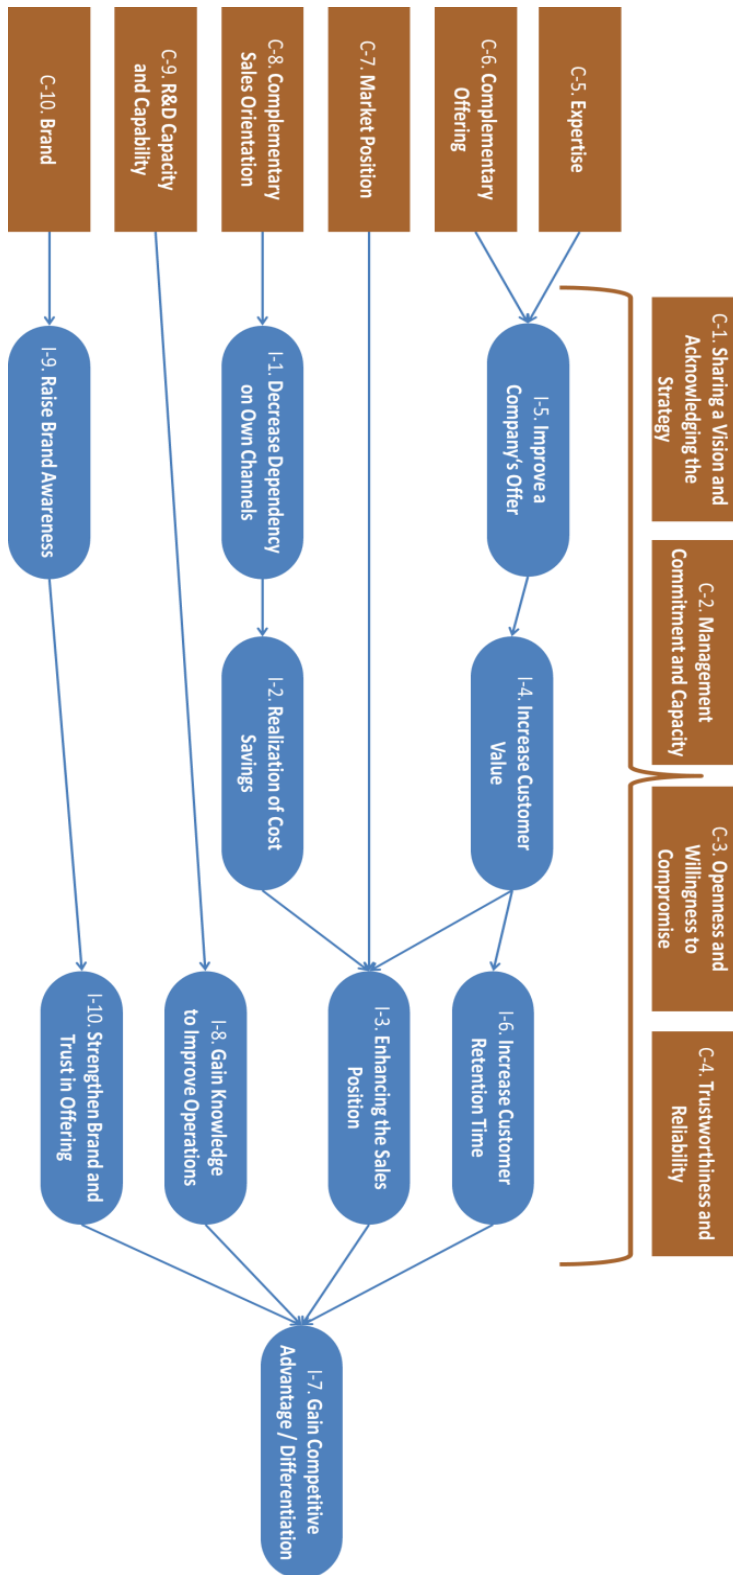 C-1. Sharing a Vision and
Acknowledging the
Strategy
C-2. Management
Commitment and Capacity
C-3. Openness and
Willingness to
Compromise
C-4. Trustworthiness and
Reliability
C-5. Expertise
C-6. Complementary
Offering
C-7. Market Position
C-8. Complementary
Sales Orientation
C-9. R&D Capacity
and Capability
C-10. Brand
I-5. Improve a
Company's Offer
I-1. Decrease Dependency
on Own Channels
I-9. Raise Brand Awareness
I-4. Increase Customer
Value
I-2. Realization of Cost
Savings
I-6. Increase Customer
Retention Time
I-3. Enhancing the Sales
Position
I-8. Gain Knowledge
to Improve Operations
I-10. Strengthen Brand and
Trust in Offering
I-7. Gain Competitive
Advantage / Differentiation